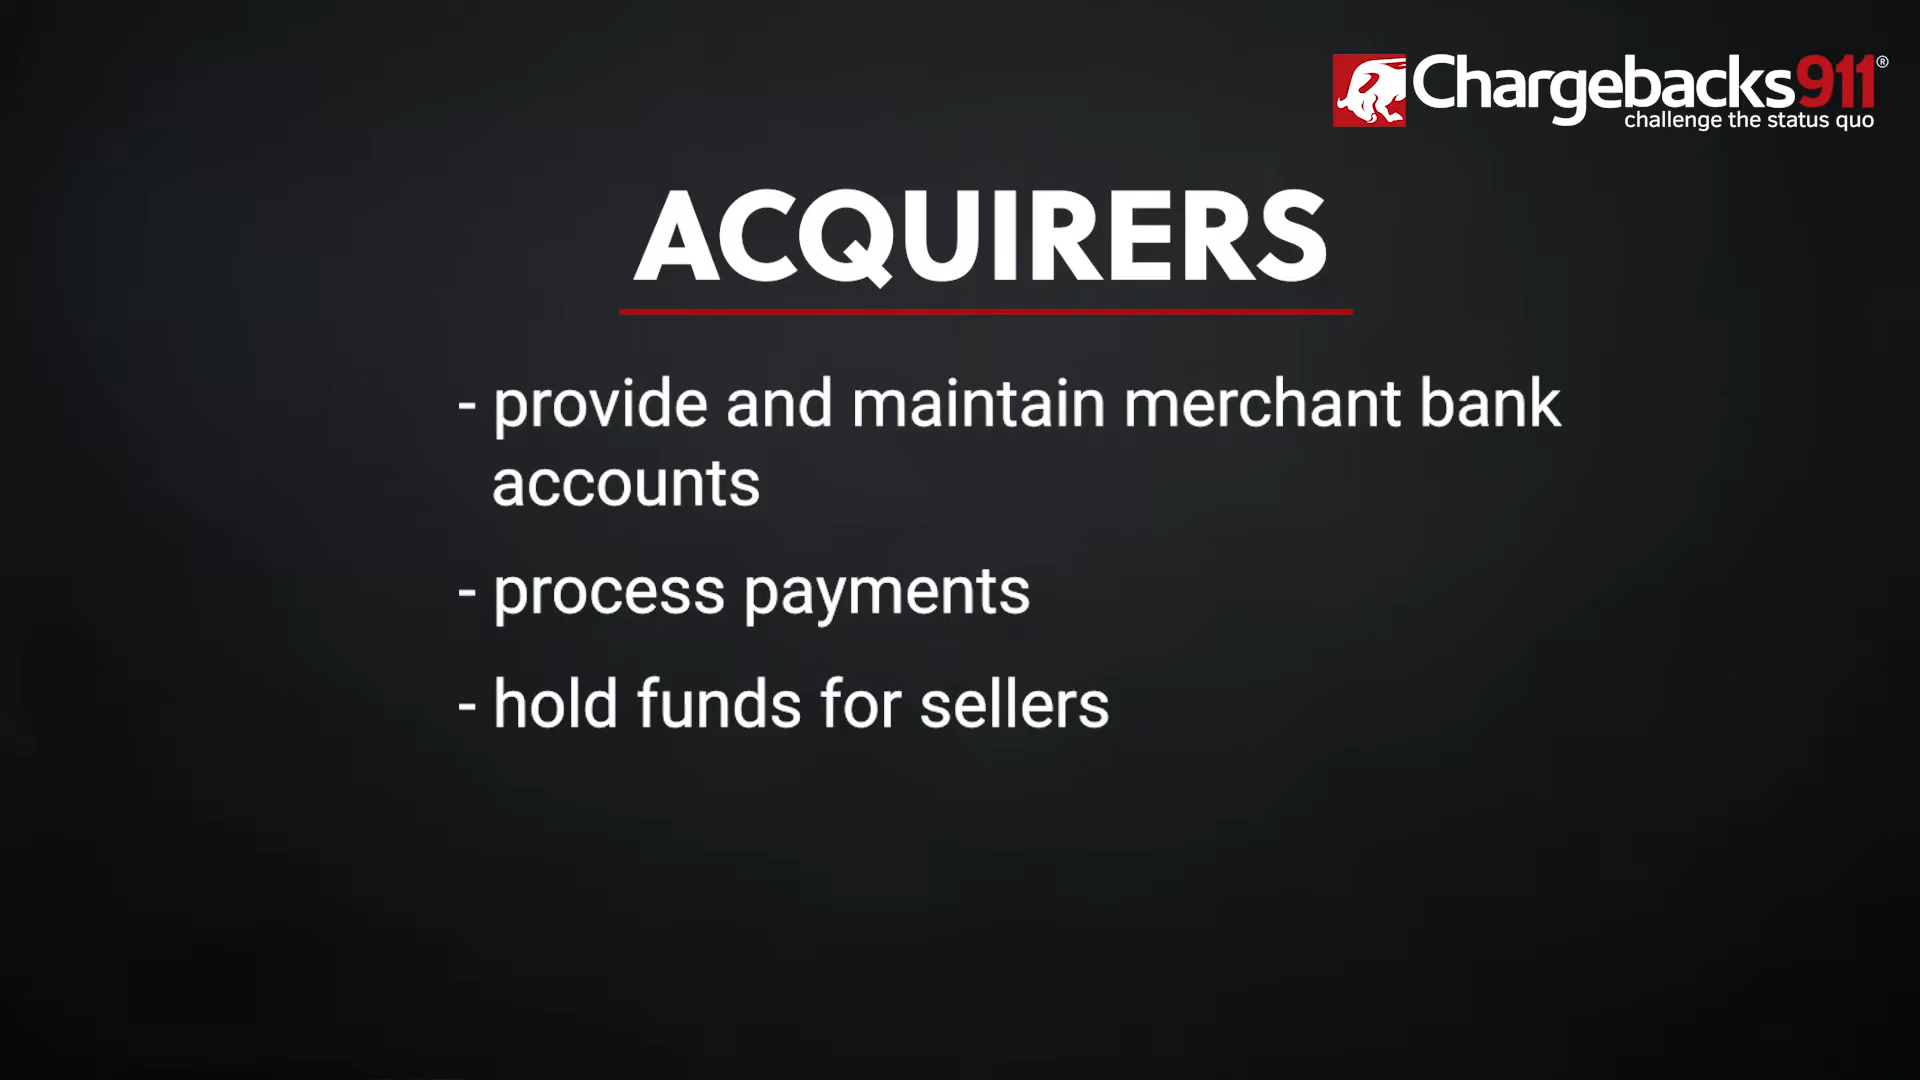 Chargebacks911®
challenge the status quo
ACQUIRERS
- provide and maintain merchant bank
accounts
- process payments
- hold funds for sellers